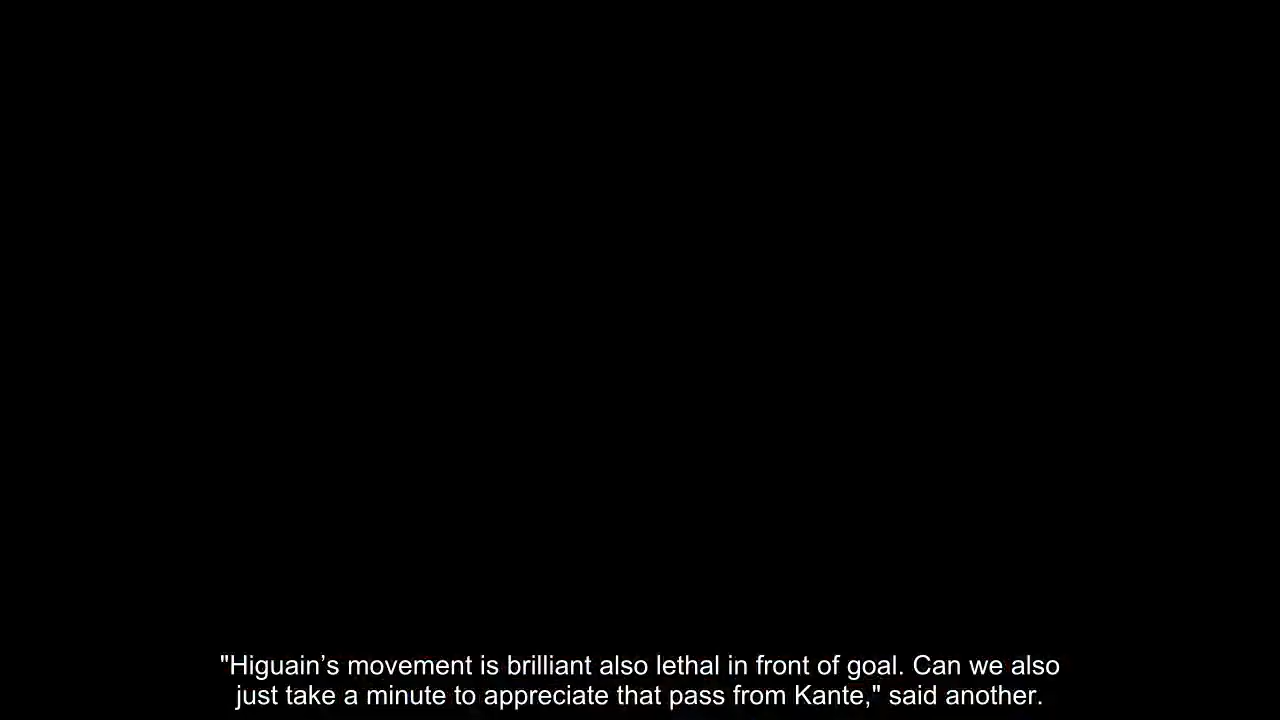 "Higuain’s movement is brilliant also lethal in front of goal. Can we also
just take a minute to appreciate that pass from Kante," said another.